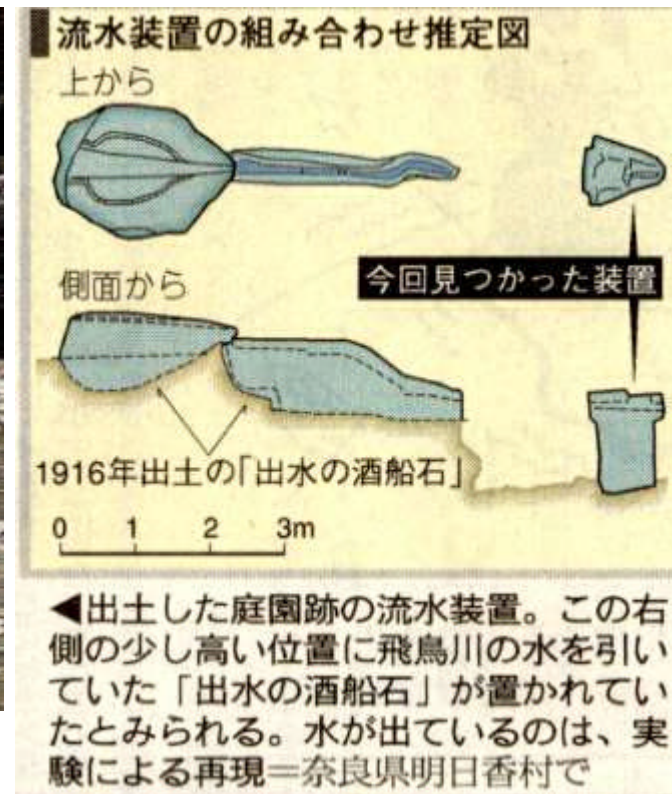 流水装置の組み合わせ推定図
上から
側面から
今回見つかった装置
1916年出土の「出水の酒船石」
0 1 2 3m
◀出土した庭園跡の流水装置。この右
側の少し高い位置に飛鳥川の水を引い
ていた「出水の酒船石」が置かれてい
たとみられる。水が出ているのは、実
験による再現＝奈良県明日香村で